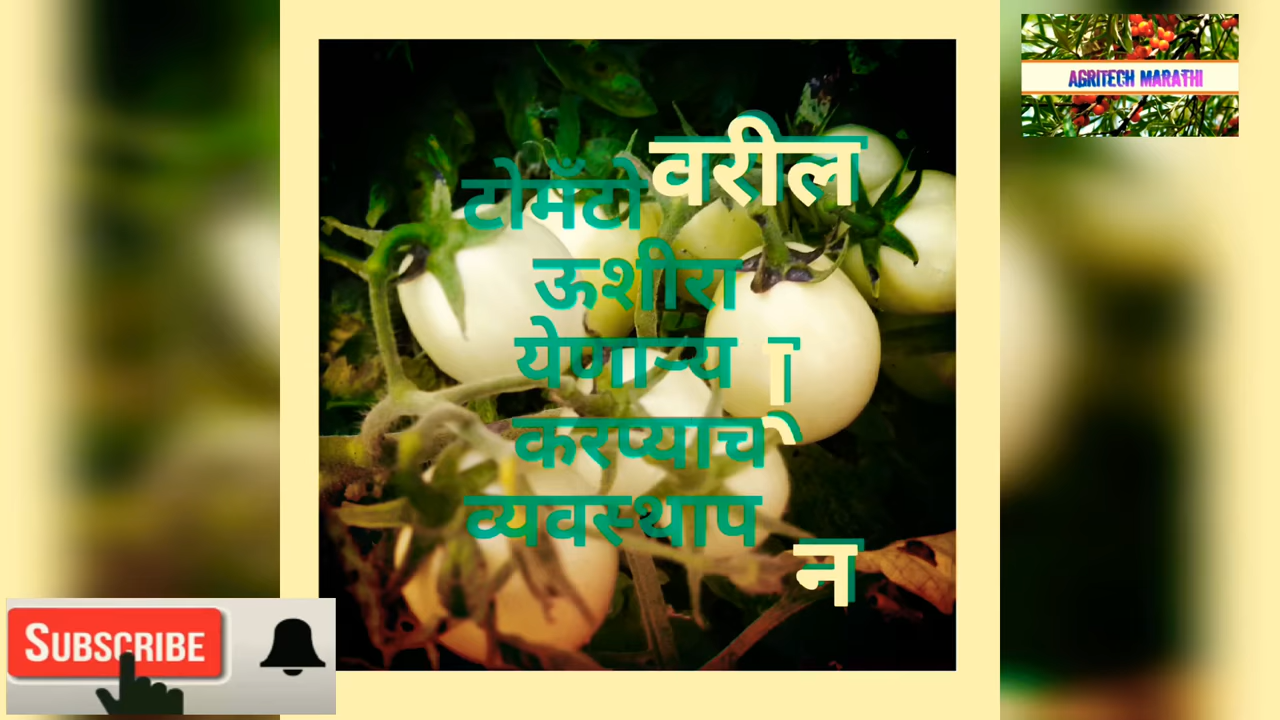 AGRITECH MARATHI
टोमॅंटो वरील
ऊशीरा
येणाऱ्या
करप्याचे
व्यवस्थापन
SUBSCRIBE